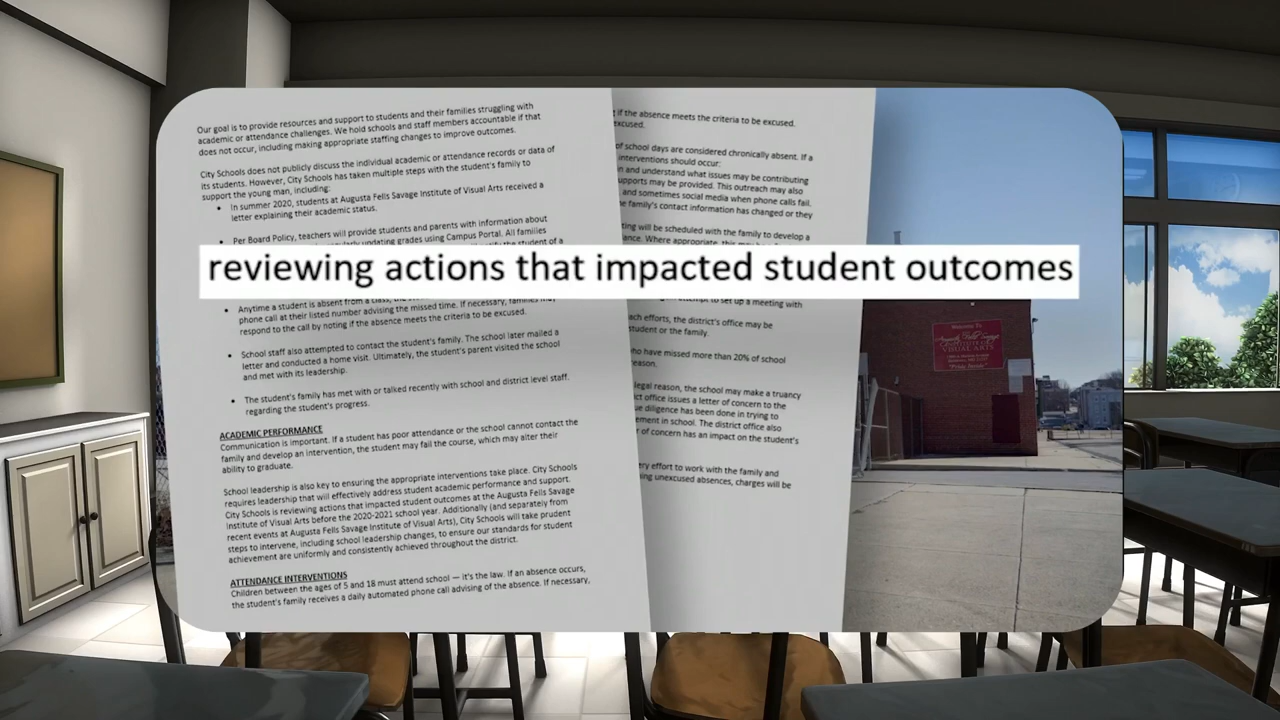 Our goal is to provide resources and support to students and their families struggling with
academic or attendance challenges. We hold schools and staff members accountable if that
does not occur, including making appropriate staffing changes to improve outcomes.
City Schools does not publicly discuss the individual academic or attendance records or data of
its students. However, City Schools has taken multiple steps with the student's family to
support the young man, including:
• In summer 2020, students at Augusta Fells Savage Institute of Visual Arts received a
letter explaining their academic status.
• Per Board Policy, teachers will provide students and parents with information about
updating grades using Campus Portal. All families
student of a
reviewing actions that impacted student outcomes
• Anytime a student is absent from a class, the
phone call at their listed number advising the missed time. If necessary, families may
respond to the call by noting if the absence meets the criteria to be excused.
• School staff also attempted to contact the student's family. The school later mailed a
letter and conducted a home visit. Ultimately, the student's parent visited the school
and met with its leadership.
• The student's family has met with or talked recently with school and district level staff.
regarding the student's progress.
ACADEMIC PERFORMANCE
Communication is important. If a student has poor attendance or the school cannot contact the
family and develop an intervention, the student may fail the course, which may alter their
ability to graduate.
School leadership is also key to ensuring the appropriate interventions take place. City Schools
requires leadership that will effectively address student academic performance and support.
City Schools is reviewing actions that impacted student outcomes at the Augusta Fells Savage
Institute of Visual Arts before the 2020-2021 school year. Additionally (and separately from
recent events at Augusta Fells Savage Institute of Visual Arts), City Schools will take prudent
steps to intervene, including school leadership changes, to ensure our standards for student
achievement are uniformly and consistently achieved throughout the district.
ATTENDANCE INTERVENTIONS
Children between the ages of 5 and 18 must attend school — it's the law. If an absence occurs,
the student's family receives a daily automated phone call advising of the absence. If necessary,
if the absence meets the criteria to be excused.
excused.
of school days are considered chronically absent. If a
interventions should occur:
and understand what issues may be contributing
supports may be provided. This outreach may also
and sometimes social media when phone calls fail.
family's contact information has changed or they
will be scheduled with the family to develop a
Where appropriate, this may be
attempt to set up a meeting with
efforts, the district's office may be
student or the family.
who have missed more than 20% of school
reason.
legal reason, the school may make a truancy
office issues a letter of concern to the
due diligence has been done in trying to
in school. The district office also
of concern has an impact on the student's
effort to work with the family and
unexcused absences, charges will be
Welcome To
VISUAL ARTS